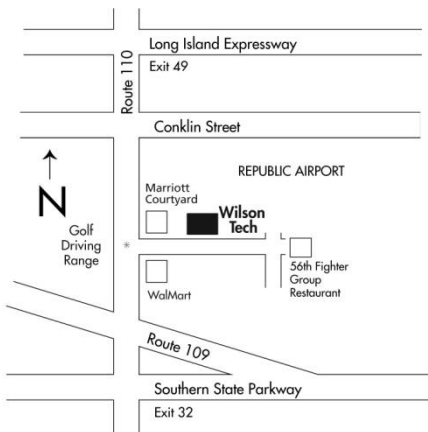 Long Island Expressway
Route 110
Exit 49
Conklin Street
REPUBLIC AIRPORT
N
Marriott
Courtyard
Wilson
Tech
Golf
Driving
Range
*
56th Fighter
Group
Restaurant
WalMart
Route 109
Southern State Parkway
Exit 32